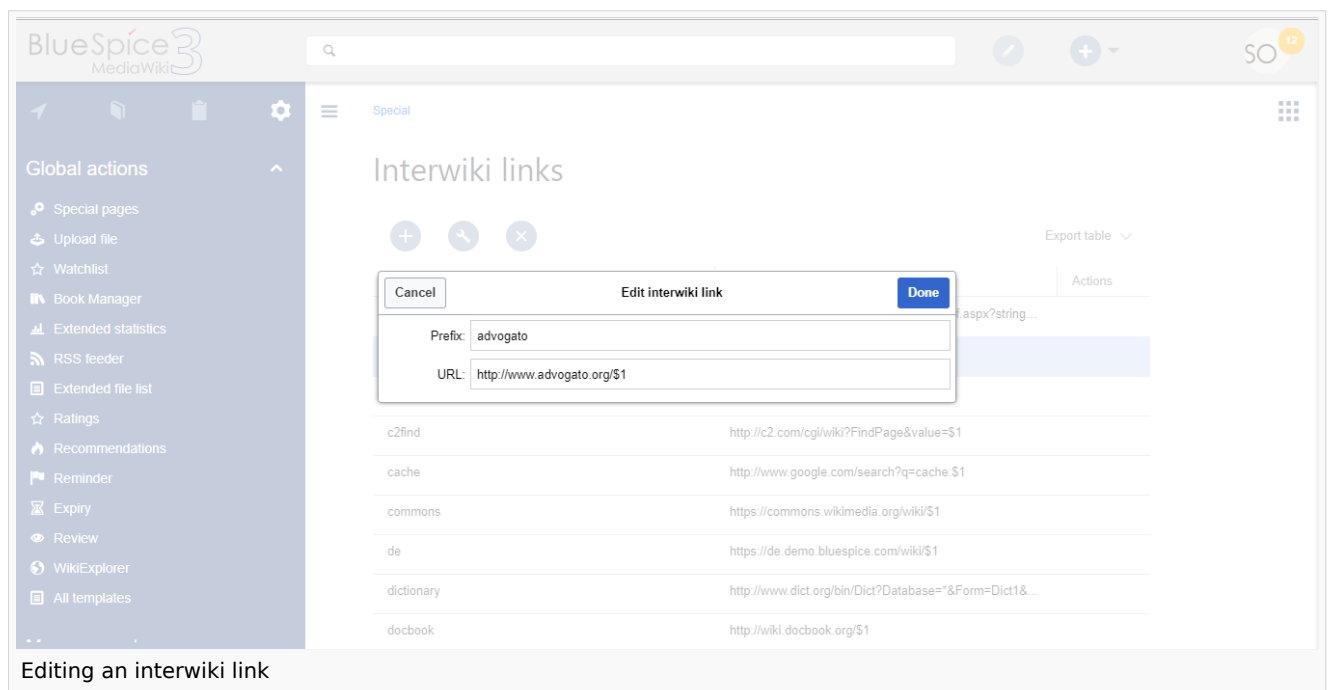 BlueSpice 3
MediaWiki
SO
12
Special
Global actions
Interwiki links
Special pages
Upload file
Export table
Watchlist
Cancel
Edit interwiki link
Done
Actions
Book Manager
f.aspx?string...
Extended statistics
Prefix:
advogato
RSS feeder
URL:
http://www.advogato.org/$1
Extended file list
Ratings
c2find
http://c2.com/cgi/wiki?FindPage&value=$1
Recommendations
cache
http://www.google.com/search?q=cache:$1
Reminder
Expiry
commons
https://commons.wikimedia.org/wiki/$1
Review
de
https://de.demo.bluespice.com/wiki/$1
WikiExplorer
dictionary
http://www.dict.org/bin/Dict?Database=*&Form=Dict1&...
All templates
docbook
http://wiki.docbook.org/$1
Editing an interwiki link